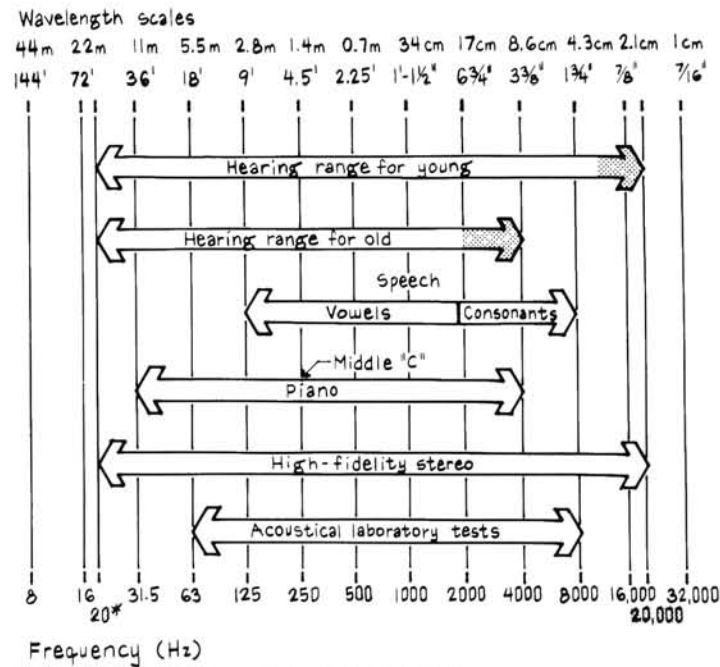 Wavelength scales
44m 22m 11m 5.5m 2.8m 1.4m 0.7m 34cm 17cm 8.6cm 4.3cm 2.1cm 1cm
144' 72' 36' 18' 9' 4.5' 2.25' 1'-1½" 6¾" 3⅜" 1¾" ⅞" 7/16"
Hearing range for young
Hearing range for old
Speech
Vowels Consonants
Middle "C"
Piano
High-fidelity stereo
Acoustical laboratory tests
8 16 31.5 63 125 250 500 1000 2000 4000 8000 16,000 32,000
20* 20,000
Frequency (Hz)